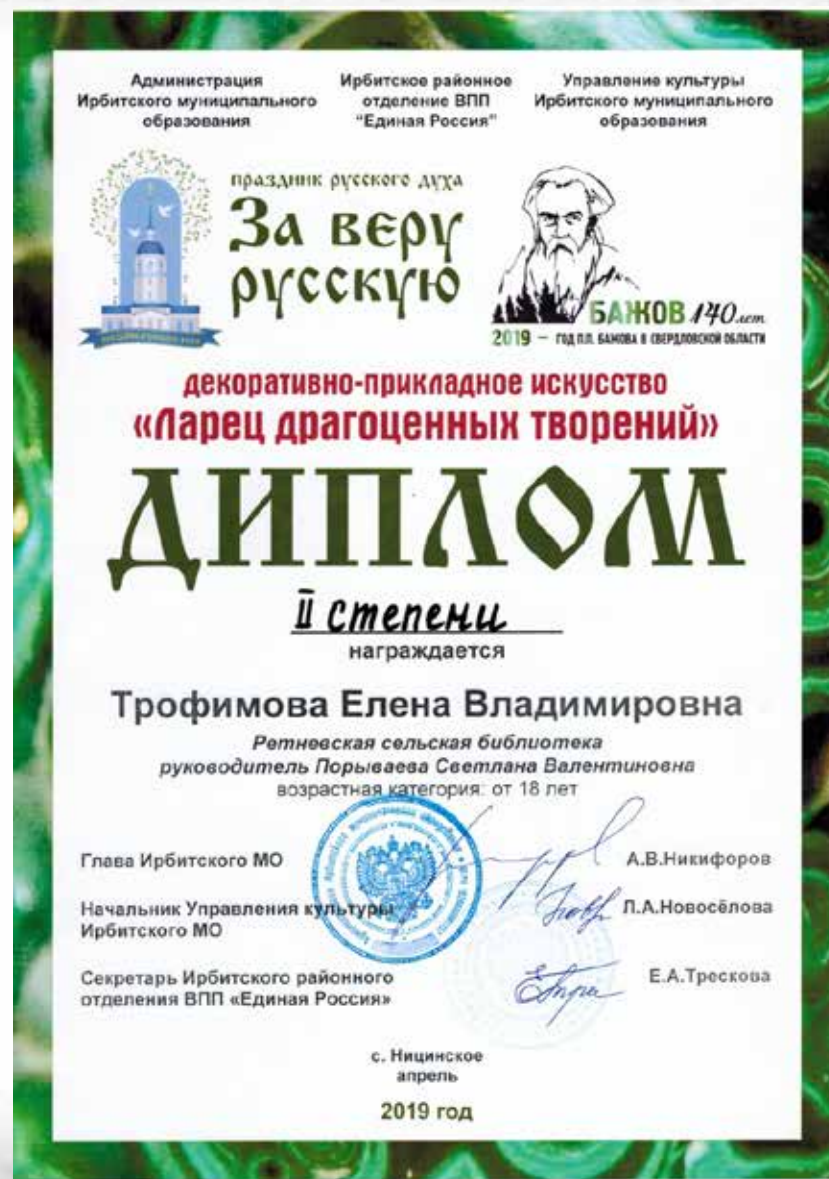 Администрация
Ирбитского муниципального
образования
Ирбитское районное
отделение ВПП
"Единая Россия"
Управление культуры
Ирбитского муниципального
образования
праздник русского духа
За веру
русскую
БАЖОВ 140 лет
2019 – ГОД П.П. БАЖОВА В СВЕРДЛОВСКОЙ ОБЛАСТИ
декоративно-прикладное искусство
«Ларец драгоценных творений»
ДИПЛОМ
II степени
награждается
Трофимова Елена Владимировна
Ретневская сельская библиотека
руководитель Порываева Светлана Валентиновна
возрастная категория: от 18 лет
Глава Ирбитского МО
А.В.Никифоров
Начальник Управления культуры
Ирбитского МО
Л.А.Новосёлова
Секретарь Ирбитского районного
отделения ВПП «Единая Россия»
Е.А.Трескова
с. Ницинское
апрель
2019 год